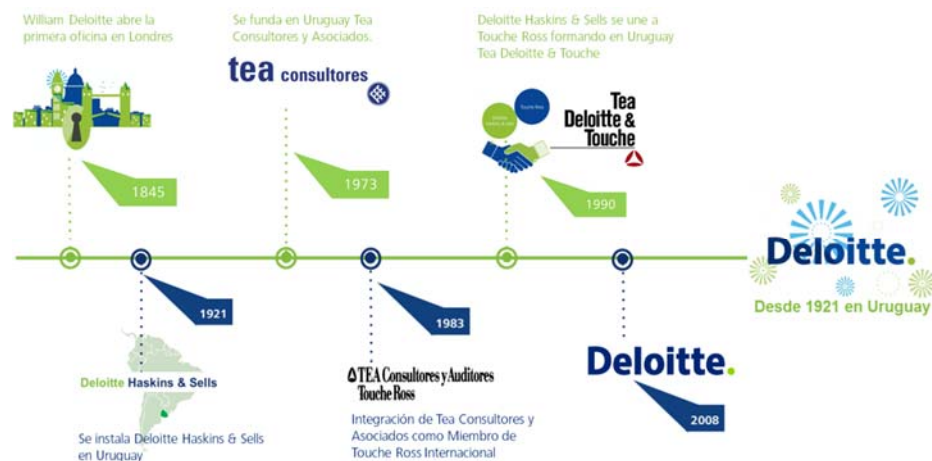 William Deloitte abre la
primera oficina en Londres
1845
Se funda en Uruguay Tea
Consultores y Asociados.
tea consultores
1973
Deloitte Haskins & Sells se une a
Touche Ross formando en Uruguay
Tea Deloitte & Touche
Touche Ross
Tea
Deloitte &
Touche
1990
1921
Deloitte Haskins & Sells
Se instala Deloitte Haskins & Sells
en Uruguay
1983
TEA Consultores y Auditores
Touche Ross
Integración de Tea Consultores y
Asociados como Miembro de
Touche Ross Internacional
Deloitte.
2008
Deloitte.
Desde 1921 en Uruguay